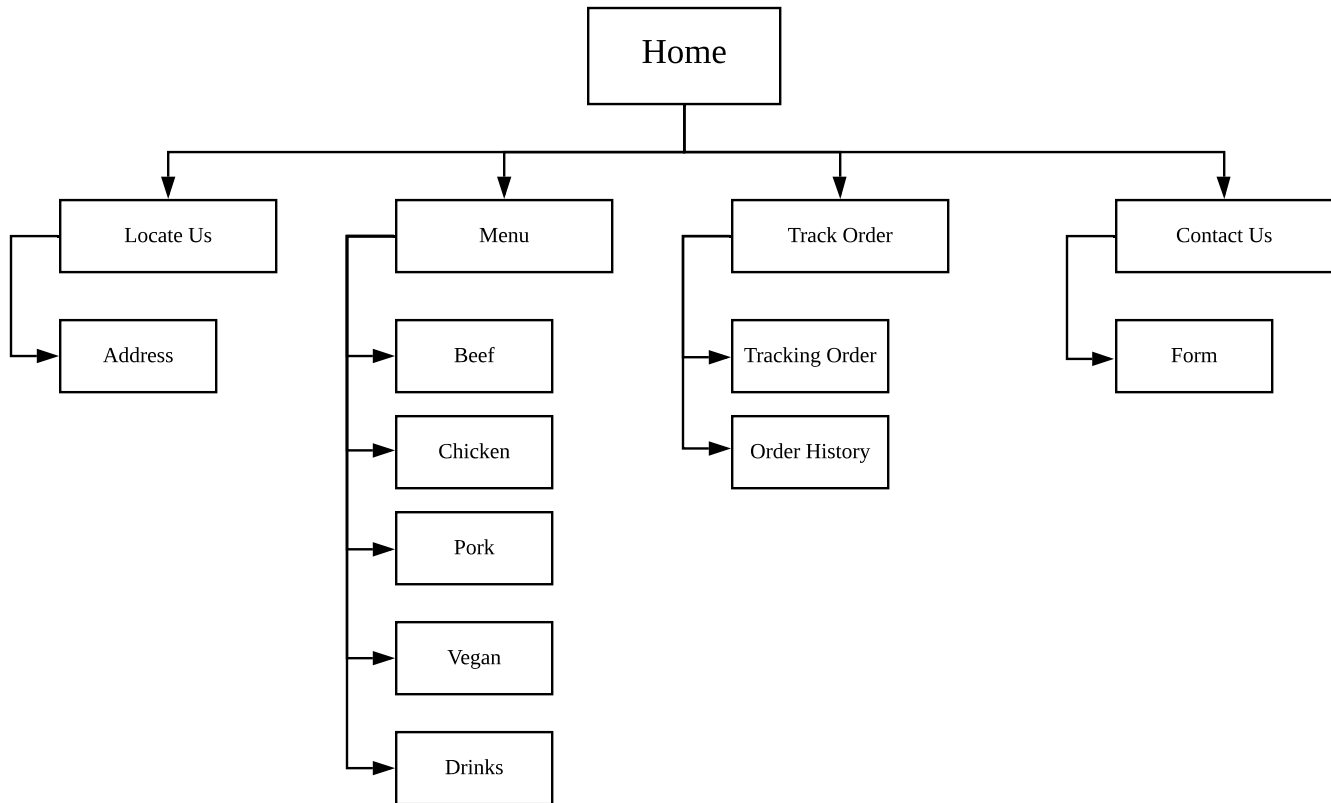 Home
Locate Us
Menu
Track Order
Contact Us
Address
Beef
Tracking Order
Form
Chicken
Order History
Pork
Vegan
Drinks